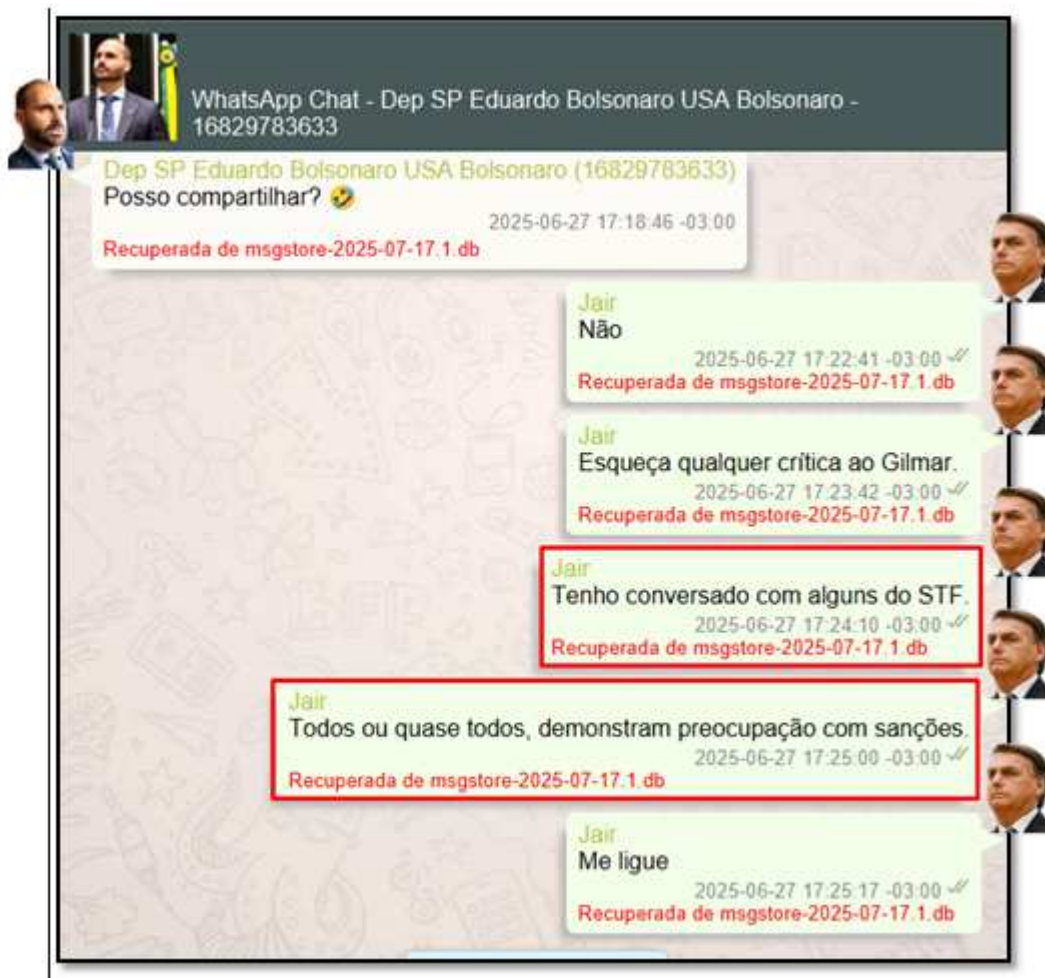 WhatsApp Chat - Dep SP Eduardo Bolsonaro USA Bolsonaro -
16829783633
Dep SP Eduardo Bolsonaro USA Bolsonaro (16829783633)
Posso compartilhar? 🤣
2025-06-27 17:18:46 -03:00
Recuperada de msgstore-2025-07-17.1.db
Jair
Não
2025-06-27 17:22:41 -03:00
Recuperada de msgstore-2025-07-17.1.db
Jair
Esqueça qualquer crítica ao Gilmar.
2025-06-27 17:23:42 -03:00
Recuperada de msgstore-2025-07-17.1.db
Jair
Tenho conversado com alguns do STF.
2025-06-27 17:24:10 -03:00
Recuperada de msgstore-2025-07-17.1.db
Jair
Todos ou quase todos, demonstram preocupação com sanções.
2025-06-27 17:25:00 -03:00
Recuperada de msgstore-2025-07-17.1.db
Jair
Me ligue
2025-06-27 17:25:17 -03:00
Recuperada de msgstore-2025-07-17.1.db